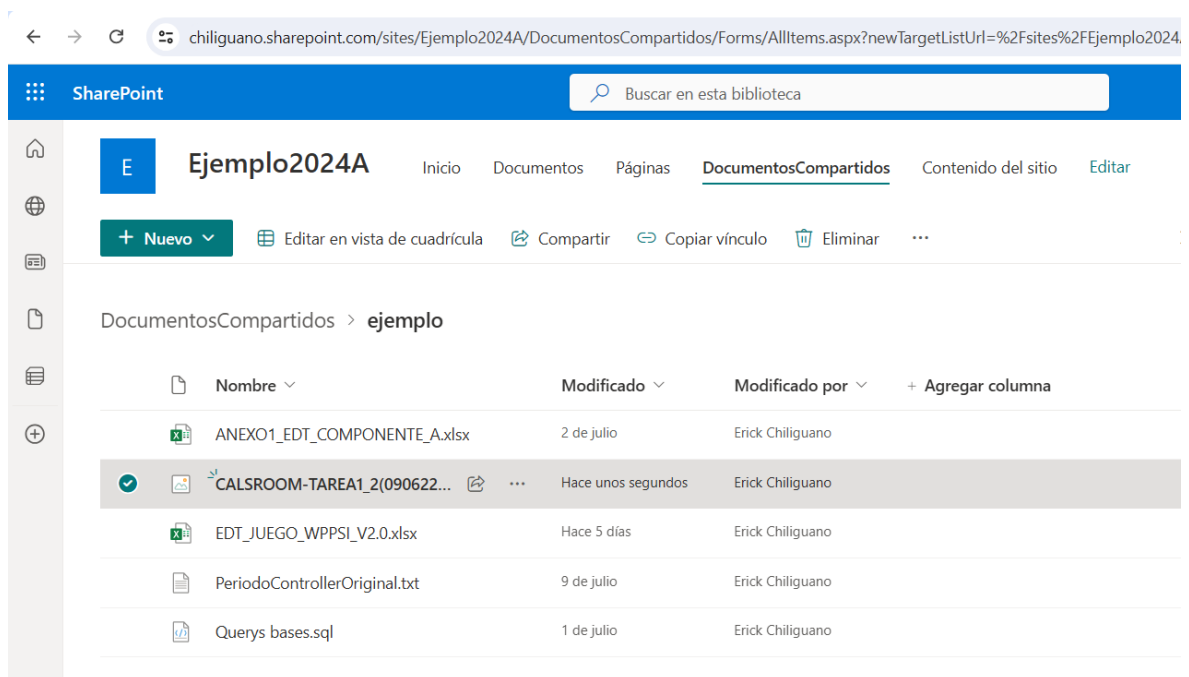 chiliguano.sharepoint.com/sites/Ejemplo2024A/DocumentosCompartidos/Forms/AllItems.aspx?newTargetListUrl=%2Fsites%2FEjemplo2024
SharePoint Buscar en esta biblioteca
E Ejemplo2024A Inicio Documentos Páginas DocumentosCompartidos Contenido del sitio Editar
+ Nuevo Editar en vista de cuadrícula Compartir Copiar vínculo Eliminar ...
DocumentosCompartidos > ejemplo
Nombre Modificado Modificado por + Agregar columna
ANEXO1_EDT_COMPONENTE_A.xlsx 2 de julio Erick Chiliguano
CALSROOM-TAREA1_2(090622... ... Hace unos segundos Erick Chiliguano
EDT_JUEGO_WPPSI_V2.0.xlsx Hace 5 días Erick Chiliguano
PeriodoControllerOriginal.txt 9 de julio Erick Chiliguano
Querys bases.sql 1 de julio Erick Chiliguano